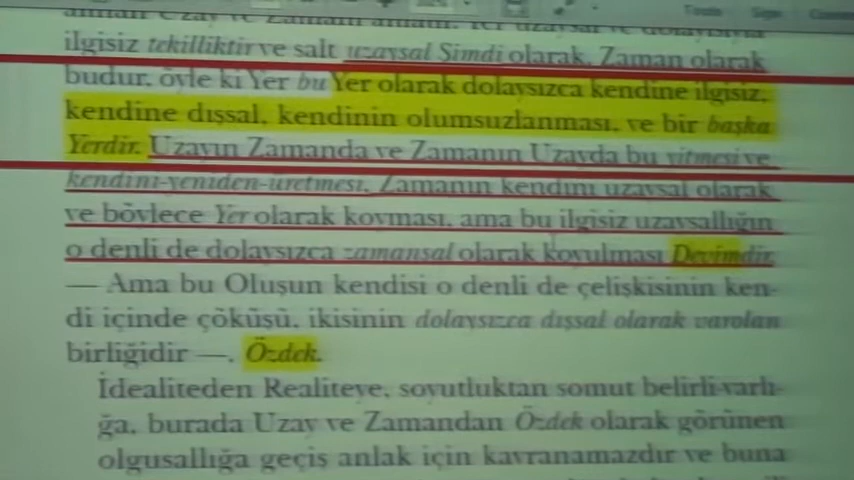 ilgisiz tekilliktir ve salt uzaysal Şimdi olarak, Zaman olarak
budur, öyle ki Yer bu Yer olarak dolaysızca kendine ilgisiz,
kendine dışsal, kendinin olumsuzlanması, ve bir başka
Yerdir. Uzayın Zamanda ve Zamanın Uzayda bu yitmesi ve
kendini-yeniden-üretmesi, Zamanın kendini uzaysal olarak
ve böylece Yer olarak koyması, ama bu ilgisiz uzaysallığın
o denli de dolaysızca zamansal olarak koyulması Devimdir.
— Ama bu Oluşun kendisi o denli de çelişkisinin ken-
di içinde çöküşü, ikisinin dolaysızca dışsal olarak varolan
birliğidir —, Özdek.
İdealiteden Realiteye, soyutluktan somut belirli-varlı-
ğa, burada Uzay ve Zamandan Özdek olarak görünen
olgusallığa geçiş anlak için kavranamazdır ve buna